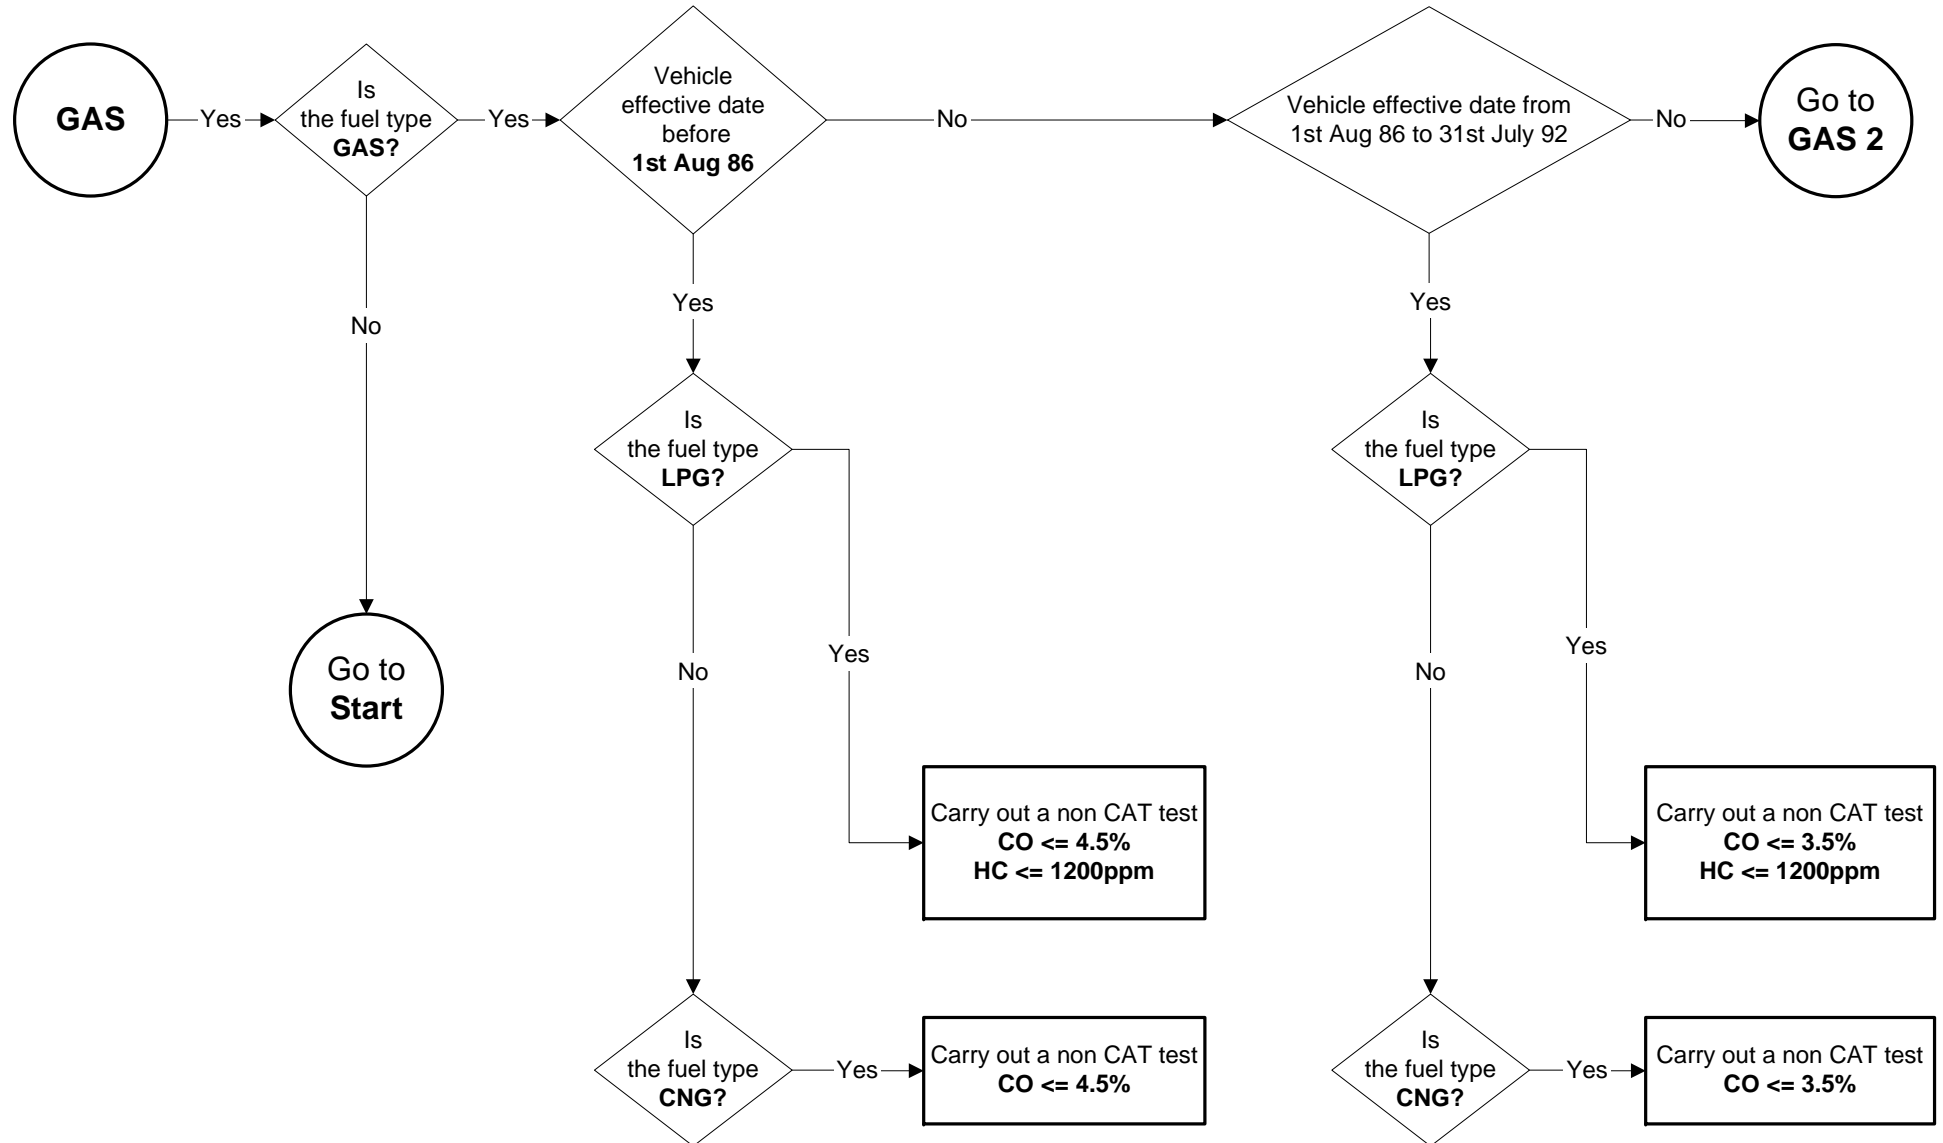 GAS
Yes
Is
the fuel type
GAS?
Yes
Vehicle
effective date
before
1st Aug 86
No
Vehicle effective date from
1st Aug 86 to 31st July 92
No
Go to
GAS 2
No
Go to
Start
Yes
Is
the fuel type
LPG?
Yes
No
Carry out a non CAT test
CO <= 4.5%
HC <= 1200ppm
Is
the fuel type
CNG?
Yes
Carry out a non CAT test
CO <= 4.5%
Yes
Is
the fuel type
LPG?
Yes
No
Carry out a non CAT test
CO <= 3.5%
HC <= 1200ppm
Is
the fuel type
CNG?
Yes
Carry out a non CAT test
CO <= 3.5%